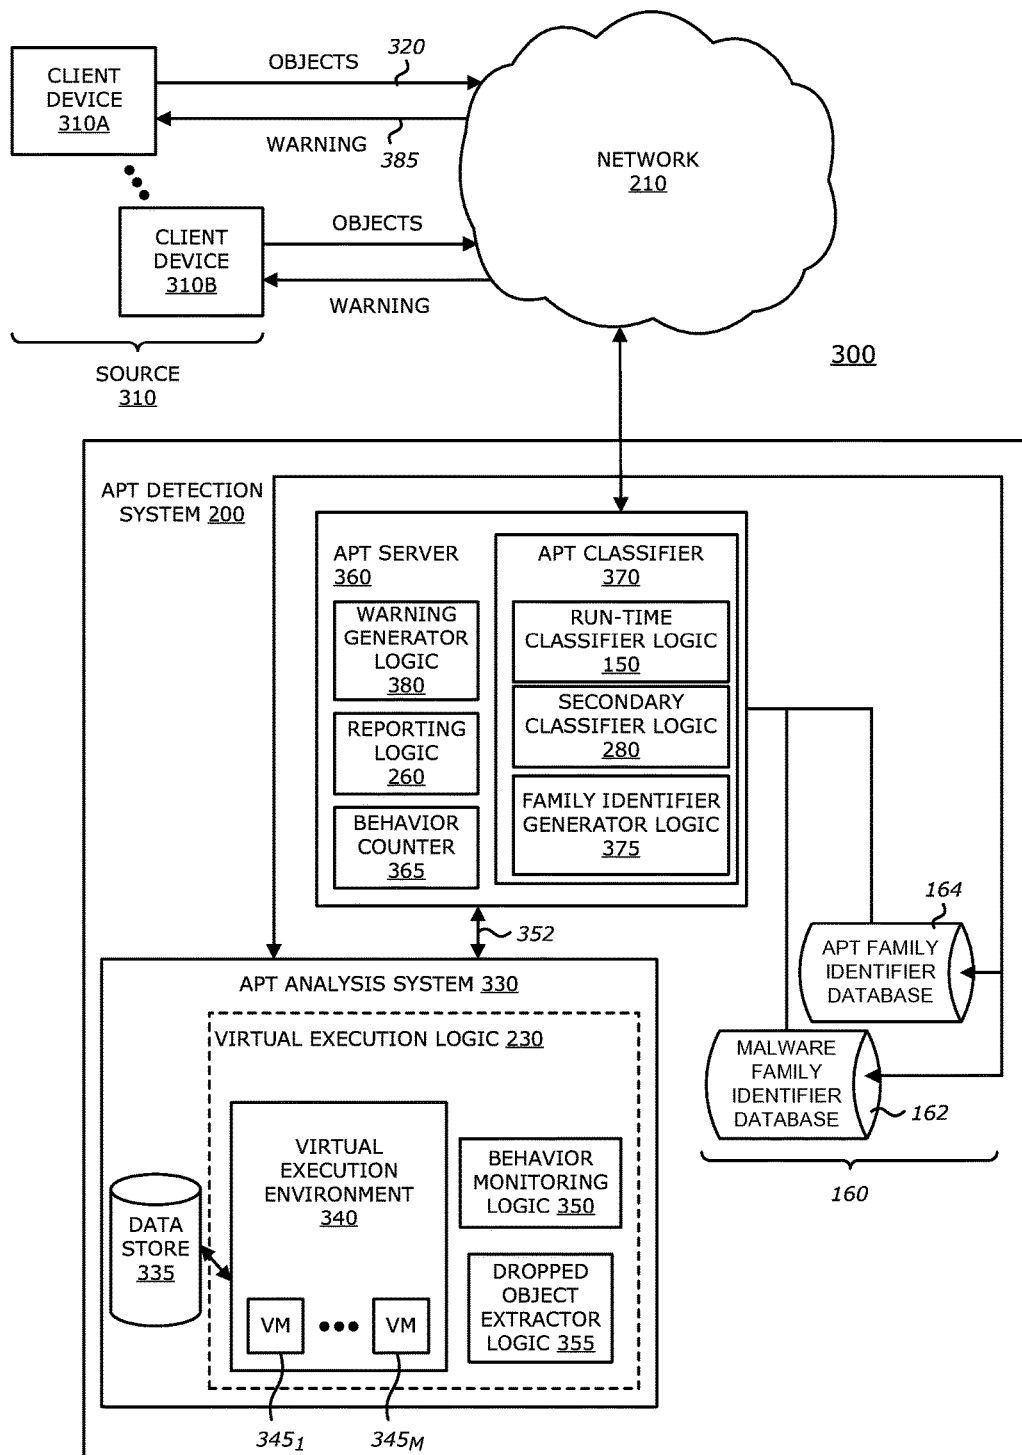 CLIENT
DEVICE
310A
OBJECTS
320
WARNING
385
NETWORK
210
CLIENT
DEVICE
310B
OBJECTS
WARNING
SOURCE
310
300
APT DETECTION
SYSTEM 200
APT SERVER
360
WARNING
GENERATOR
LOGIC
380
REPORTING
LOGIC
260
BEHAVIOR
COUNTER
365
APT CLASSIFIER
370
RUN-TIME
CLASSIFIER LOGIC
150
SECONDARY
CLASSIFIER LOGIC
280
FAMILY IDENTIFIER
GENERATOR LOGIC
375
352
164
APT FAMILY
IDENTIFIER
DATABASE
MALWARE
FAMILY
IDENTIFIER
DATABASE
162
160
APT ANALYSIS SYSTEM 330
VIRTUAL EXECUTION LOGIC 230
VIRTUAL
EXECUTION
ENVIRONMENT
340
BEHAVIOR
MONITORING
LOGIC 350
DATA
STORE
335
DROPPED
OBJECT
EXTRACTOR
LOGIC 355
VM
VM
345₁
345M